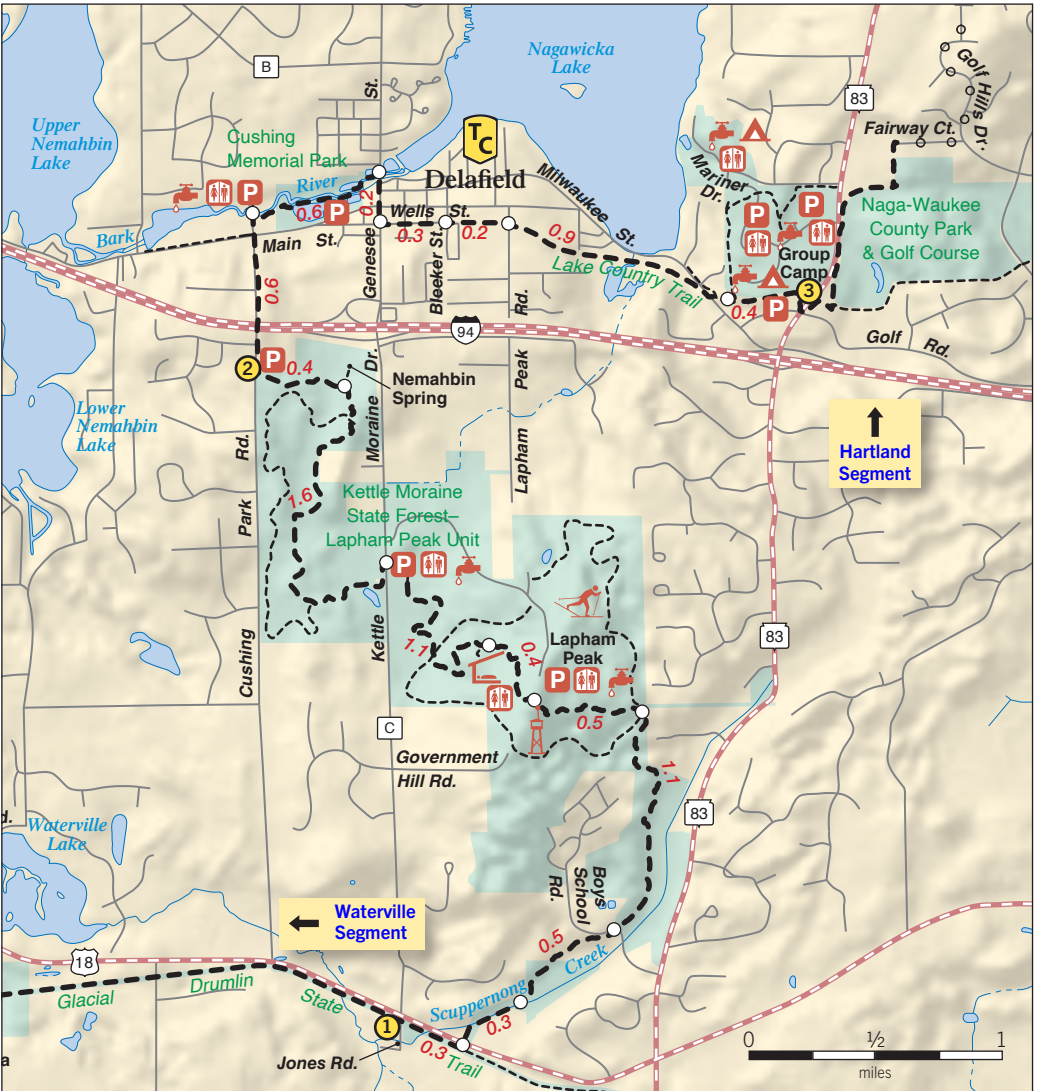 Nagawicka
Lake
B
St.
83
Golf Hills Dr.
Fairway Ct.
Upper
Nemahbin
Lake
Cushing
Memorial Park
TC
Delafield
Mariner
Dr.
River
P
0.6
P
0.2
Wells St.
Milwaukee St.
P
P
Naga-Waukee
County Park
& Golf Course
Bark
Main St.
Genesee
0.3
Bleeker St.
0.2
0.9
Lake Country Trail
Group
Camp
3
0.4
P
0.6
Rd.
94
Golf Rd.
2
P
0.4
Dr.
Nemahbin
Spring
Peak
Lower
Nemahbin
Lake
Rd.
Moraine
Lapham
Hartland
Segment
1.6
Kettle Moraine
State Forest–
Lapham Peak Unit
Park
P
Cushing
Kettle
1.1
0.4
Lapham
Peak
P
83
0.5
C
Government
Hill Rd.
1.1
83
d.
Waterville
Lake
Boys
School
Rd.
Waterville
Segment
0.5
Creek
18
Glacial
Drumlin
State
Scuppernong
1
0.3
0.3
Trail
Jones Rd.
a
0
½
1
miles